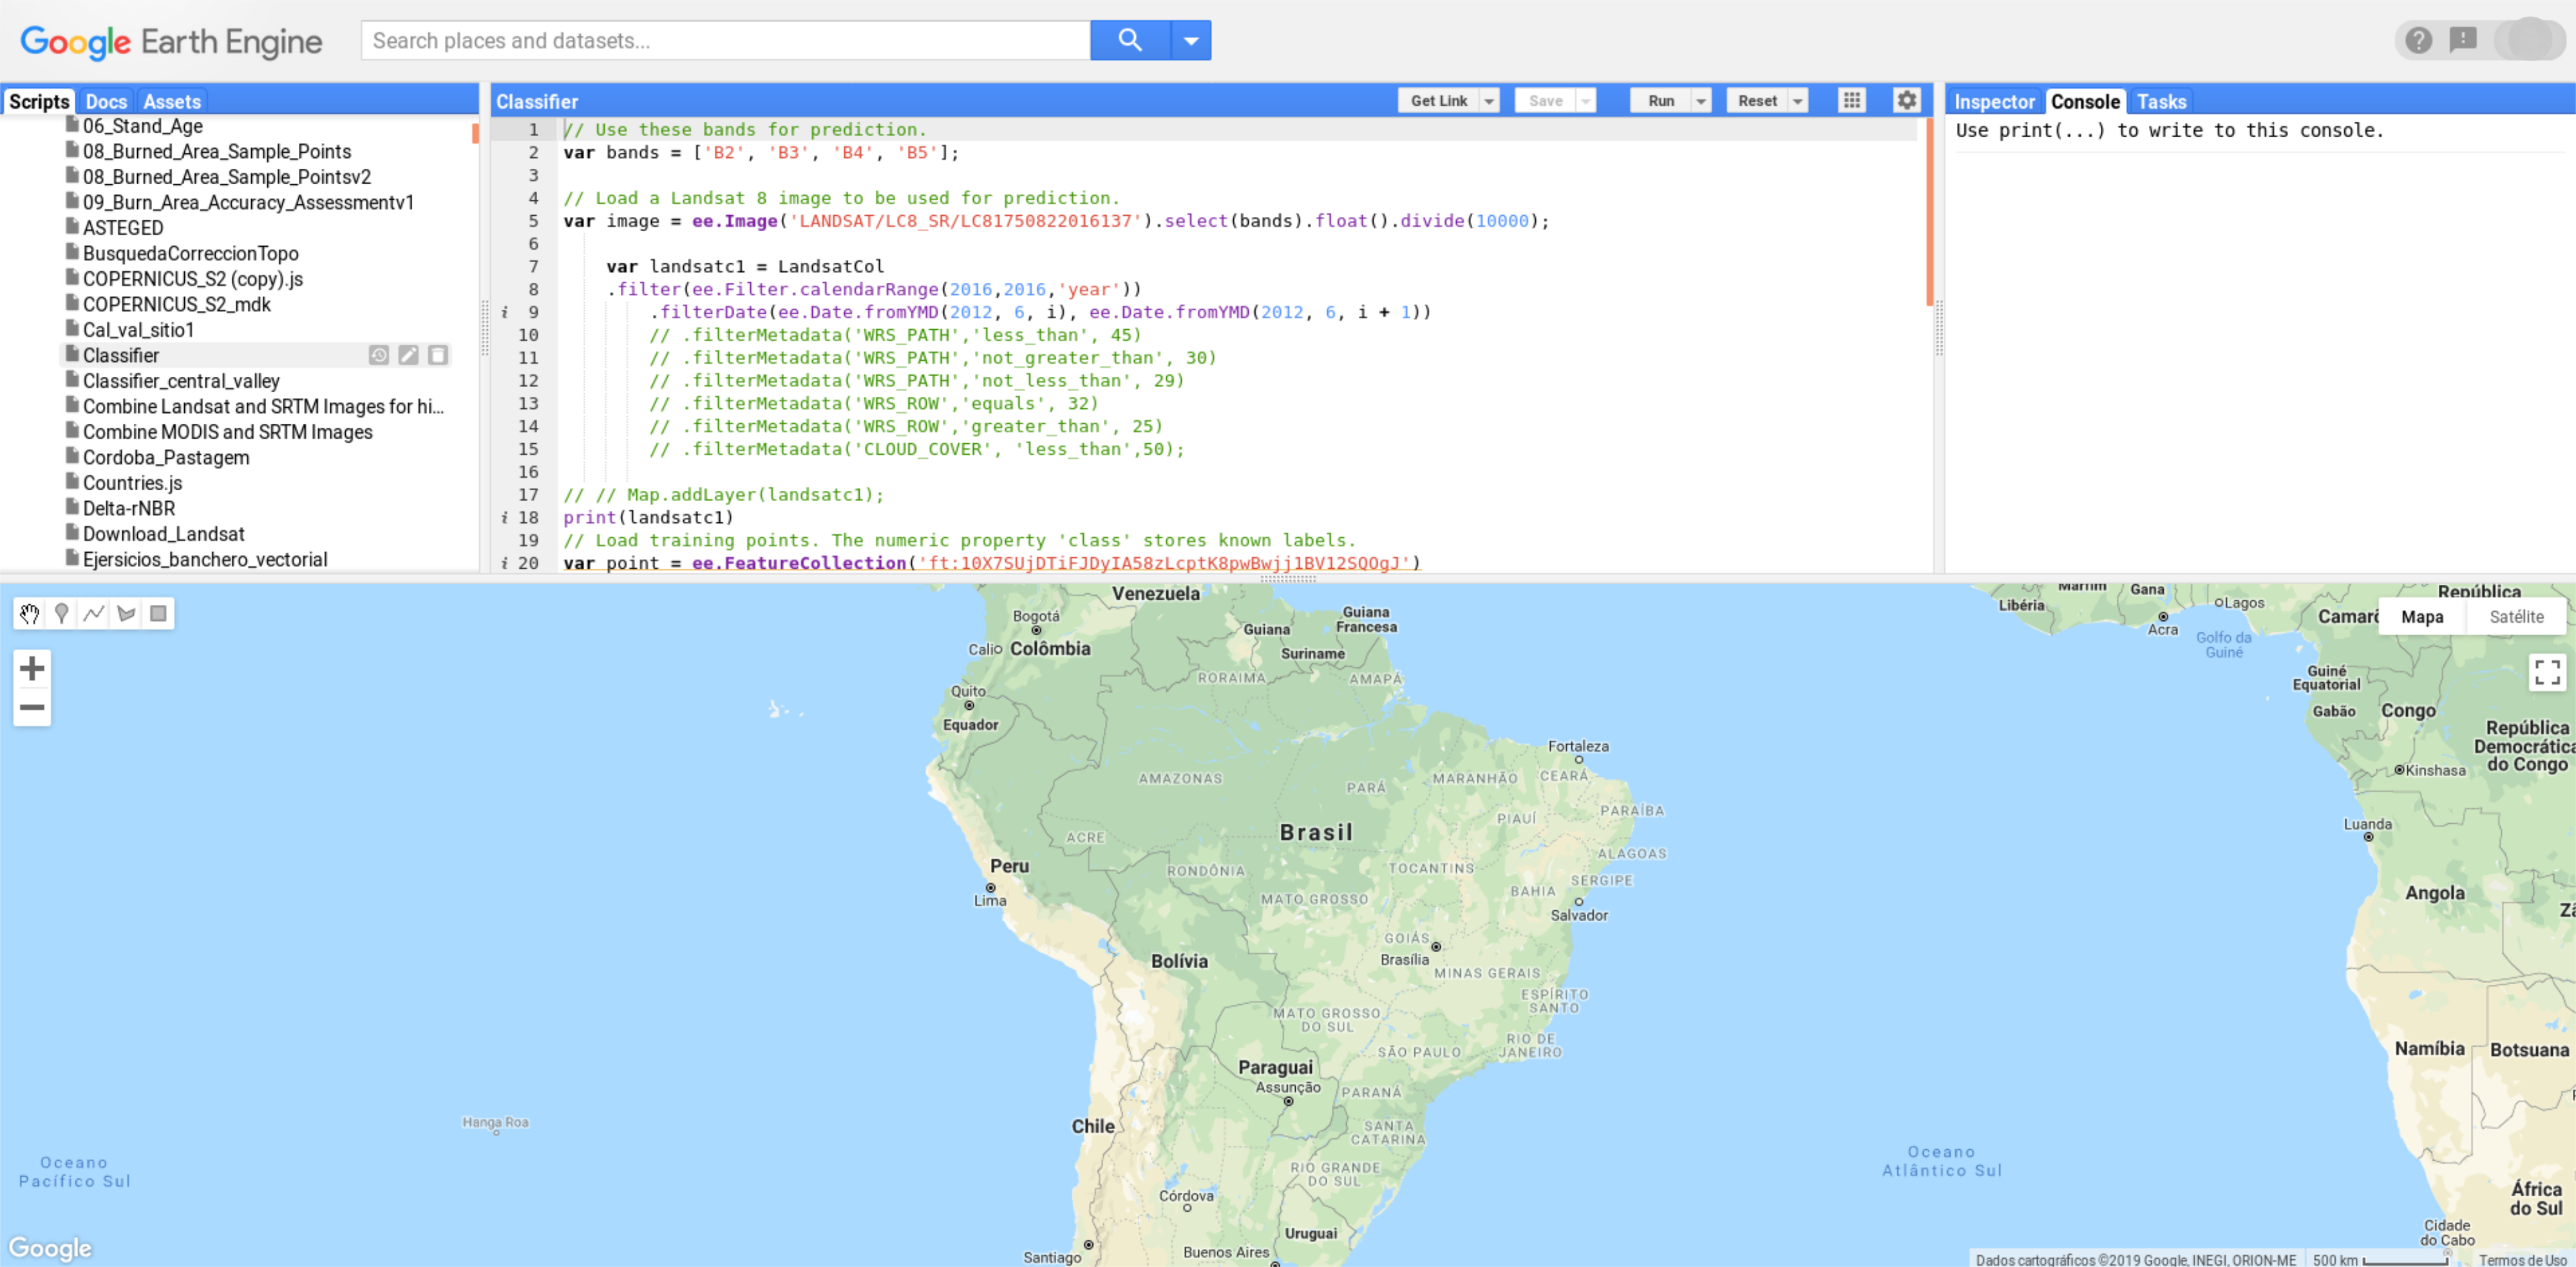 Google Earth Engine
Search places and datasets...
Scripts Docs Assets
06_Stand_Age
08_Burned_Area_Sample_Points
08_Burned_Area_Sample_Pointsv2
09_Burn_Area_Accuracy_Assessmentv1
ASTEGED
BusquedaCorreccionTopo
COPERNICUS_S2 (copy).js
COPERNICUS_S2_mdk
Cal_val_sitio1
Classifier
Classifier_central_valley
Combine Landsat and SRTM Images for hi...
Combine MODIS and SRTM Images
Cordoba_Pastagem
Countries.js
Delta-rNBR
Download_Landsat
Ejersicios_banchero_vectorial
Classifier Get Link Save Run Reset
1 // Use these bands for prediction.
2 var bands = ['B2', 'B3', 'B4', 'B5'];
3
4 // Load a Landsat 8 image to be used for prediction.
5 var image = ee.Image('LANDSAT/LC8_SR/LC81750822016137').select(bands).float().divide(10000);
6
7 var landsatc1 = LandsatCol
8 .filter(ee.Filter.calendarRange(2016,2016,'year'))
i 9 .filterDate(ee.Date.fromYMD(2012, 6, i), ee.Date.fromYMD(2012, 6, i + 1))
10 // .filterMetadata('WRS_PATH','less_than', 45)
11 // .filterMetadata('WRS_PATH','not_greater_than', 30)
12 // .filterMetadata('WRS_PATH','not_less_than', 29)
13 // .filterMetadata('WRS_ROW','equals', 32)
14 // .filterMetadata('WRS_ROW','greater_than', 25)
15 // .filterMetadata('CLOUD_COVER', 'less_than',50);
16
17 // // Map.addLayer(landsatc1);
i 18 print(landsatc1)
19 // Load training points. The numeric property 'class' stores known labels.
i 20 var point = ee.FeatureCollection('ft:10X7SUjDTiFJDyIA58zLcptK8pwBwjj1BV12SQOgJ')
Inspector Console Tasks
Use print(...) to write to this console.
Venezuela
Bogotá
Cali Colômbia
Guiana
Guiana
Francesa
Suriname
RORAIMA
AMAPÁ
Quito
Equador
Fortaleza
AMAZONAS
PARÁ
MARANHÃO
CEARÁ
PIAUÍ
PARAÍBA
Brasil
ACRE
ALAGOAS
Peru
RONDÔNIA
TOCANTINS
SERGIPE
BAHIA
Lima
MATO GROSSO
Salvador
GOIÁS
Brasília
Bolívia
MINAS GERAIS
ESPÍRITO
SANTO
MATO GROSSO
DO SUL
RIO DE
JANEIRO
SÃO PAULO
Paraguai
Assunção
PARANÁ
Chile
SANTA
CATARINA
Hanga Roa
Oceano
Pacífico Sul
RIO GRANDE
DO SUL
Córdova
Uruguai
Santiago
Buenos Aires
Google
Libéria
Marfim
Gana
Acra
Lagos
República
Camarõ
Mapa Satélite
Golfo da
Guiné
Guiné
Equatorial
Gabão
Congo
República
Democrática
do Congo
Kinshasa
Luanda
Angola
Zâ
Namíbia
Botsuana
Oceano
Atlântico Sul
África
do Sul
Cidade
do Cabo
Dados cartográficos ©2019 Google, INEGI, ORION-ME 500 km Termos de Uso